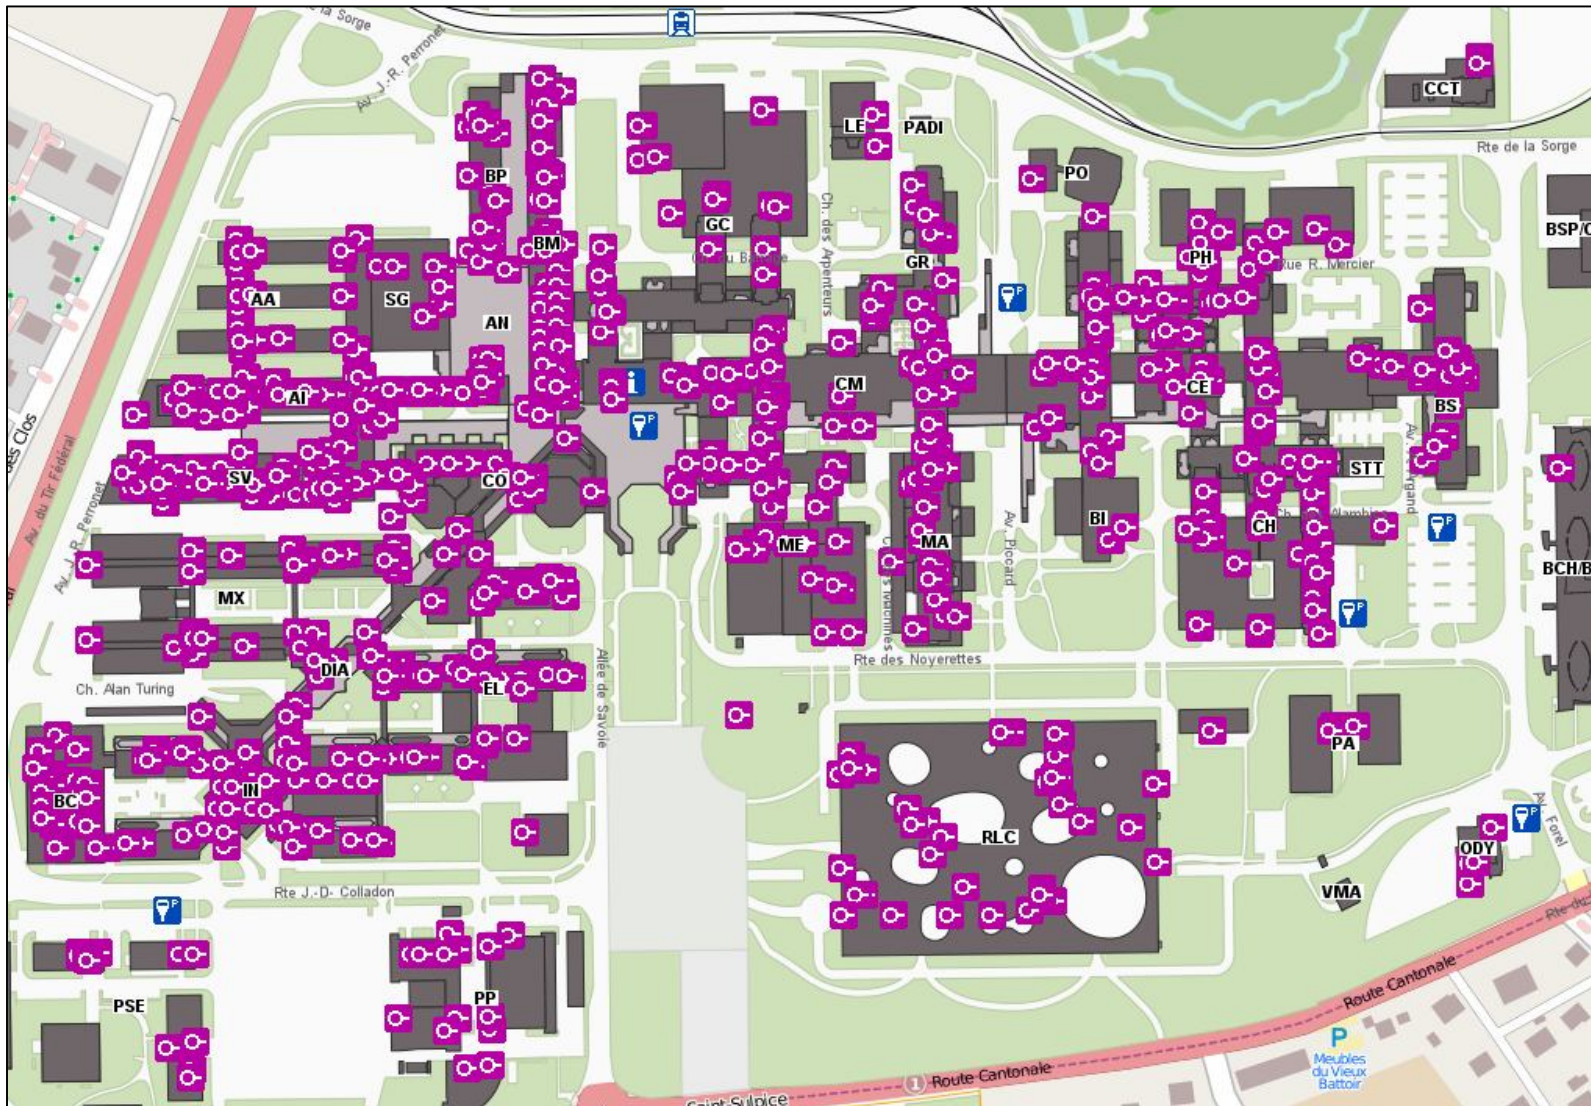 de la Sorge
Av. J.-R. Perronet
CCT
LE
PADI
Rte de la Sorge
BP
PO
GC
Ch. des Arpenteurs
BSP/C
BM
GR
PH
Rue R. Mercier
AA
SG
AN
AI
CM
CE
BS
des Clos
SV
CO
STT
Av. du Tir Fédéral
Av. J.-R. Perronet
Av. Piccard
BI
CH
ME
MA
MX
BCH/B
DIA
Rte des Noyerettes
Ch. Alan Turing
EL
Allée de Savoie
PA
BC
IN
RLC
Av. Forel
ODY
VMA
Rte J.-D- Colladon
Rte du
PSE
PP
Route Cantonale
P
Meubles
du Vieux
Battoir
1 Route Cantonale
Saint-Sulpice